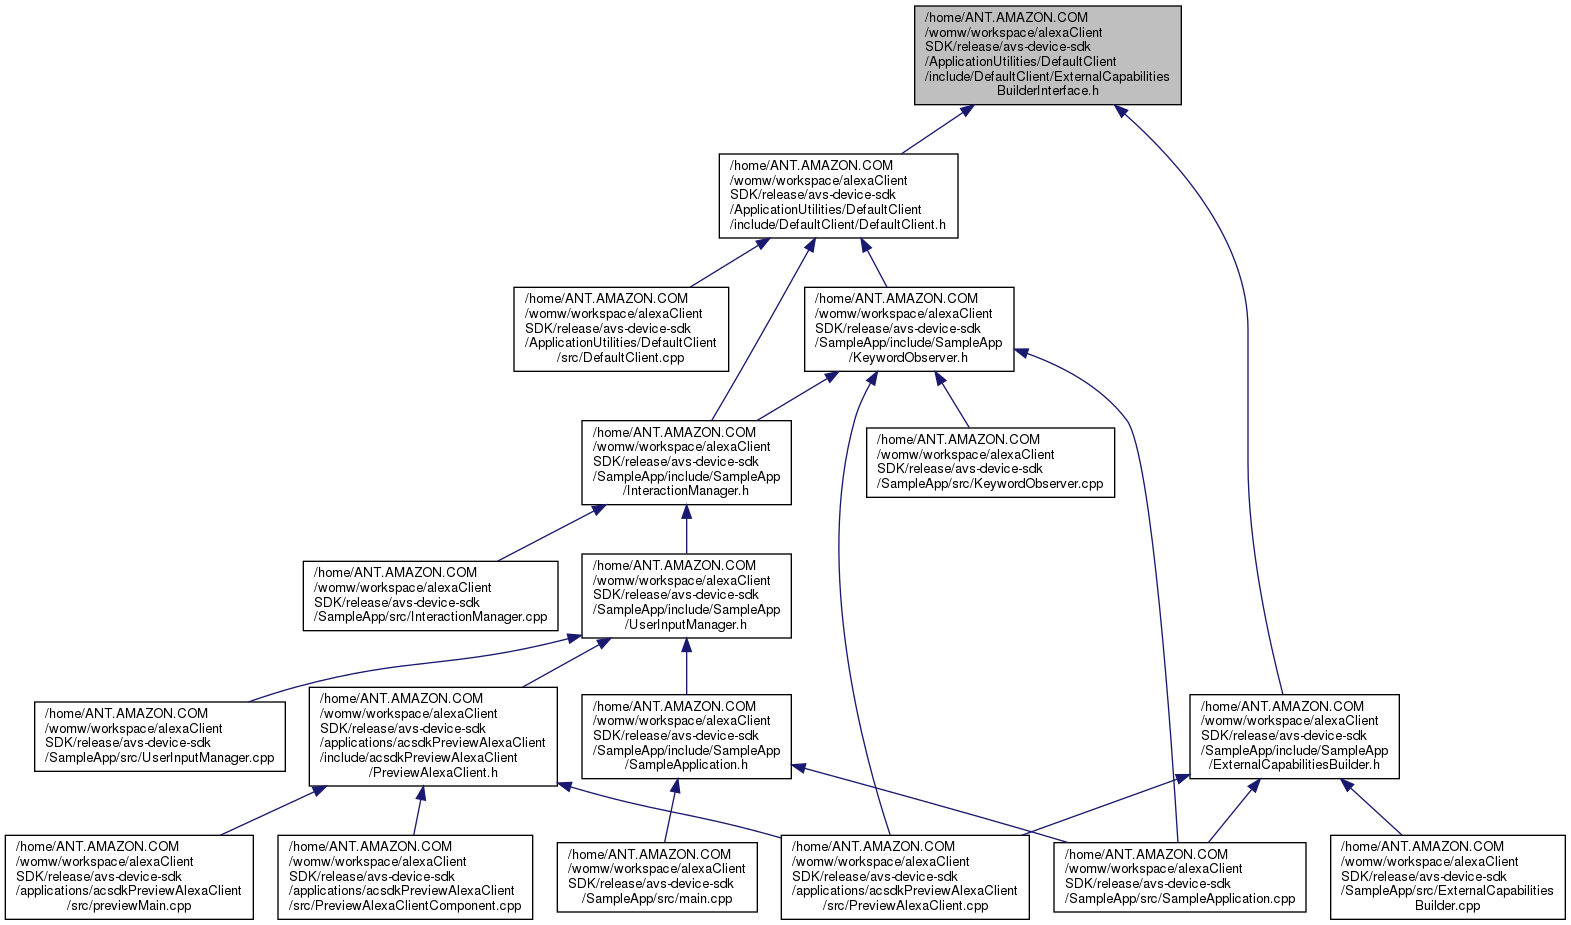 /home/ANT.AMAZON.COM
/womw/workspace/alexaClient
SDK/release/avs-device-sdk
/ApplicationUtilities/DefaultClient
/include/DefaultClient/ExternalCapabilities
BuilderInterface.h
/home/ANT.AMAZON.COM
/womw/workspace/alexaClient
SDK/release/avs-device-sdk
/ApplicationUtilities/DefaultClient
/include/DefaultClient/DefaultClient.h
/home/ANT.AMAZON.COM
/womw/workspace/alexaClient
SDK/release/avs-device-sdk
/ApplicationUtilities/DefaultClient
/src/DefaultClient.cpp
/home/ANT.AMAZON.COM
/womw/workspace/alexaClient
SDK/release/avs-device-sdk
/SampleApp/include/SampleApp
/KeywordObserver.h
/home/ANT.AMAZON.COM
/womw/workspace/alexaClient
SDK/release/avs-device-sdk
/SampleApp/include/SampleApp
/InteractionManager.h
/home/ANT.AMAZON.COM
/womw/workspace/alexaClient
SDK/release/avs-device-sdk
/SampleApp/src/KeywordObserver.cpp
/home/ANT.AMAZON.COM
/womw/workspace/alexaClient
SDK/release/avs-device-sdk
/SampleApp/src/InteractionManager.cpp
/home/ANT.AMAZON.COM
/womw/workspace/alexaClient
SDK/release/avs-device-sdk
/SampleApp/include/SampleApp
/UserInputManager.h
/home/ANT.AMAZON.COM
/womw/workspace/alexaClient
SDK/release/avs-device-sdk
/SampleApp/src/UserInputManager.cpp
/home/ANT.AMAZON.COM
/womw/workspace/alexaClient
SDK/release/avs-device-sdk
/applications/acsdkPreviewAlexaClient
/include/acsdkPreviewAlexaClient
/PreviewAlexaClient.h
/home/ANT.AMAZON.COM
/womw/workspace/alexaClient
SDK/release/avs-device-sdk
/SampleApp/include/SampleApp
/SampleApplication.h
/home/ANT.AMAZON.COM
/womw/workspace/alexaClient
SDK/release/avs-device-sdk
/SampleApp/include/SampleApp
/ExternalCapabilitiesBuilder.h
/home/ANT.AMAZON.COM
/womw/workspace/alexaClient
SDK/release/avs-device-sdk
/applications/acsdkPreviewAlexaClient
/src/previewMain.cpp
/home/ANT.AMAZON.COM
/womw/workspace/alexaClient
SDK/release/avs-device-sdk
/applications/acsdkPreviewAlexaClient
/src/PreviewAlexaClientComponent.cpp
/home/ANT.AMAZON.COM
/womw/workspace/alexaClient
SDK/release/avs-device-sdk
/SampleApp/src/main.cpp
/home/ANT.AMAZON.COM
/womw/workspace/alexaClient
SDK/release/avs-device-sdk
/applications/acsdkPreviewAlexaClient
/src/PreviewAlexaClient.cpp
/home/ANT.AMAZON.COM
/womw/workspace/alexaClient
SDK/release/avs-device-sdk
/SampleApp/src/SampleApplication.cpp
/home/ANT.AMAZON.COM
/womw/workspace/alexaClient
SDK/release/avs-device-sdk
/SampleApp/src/ExternalCapabilities
Builder.cpp